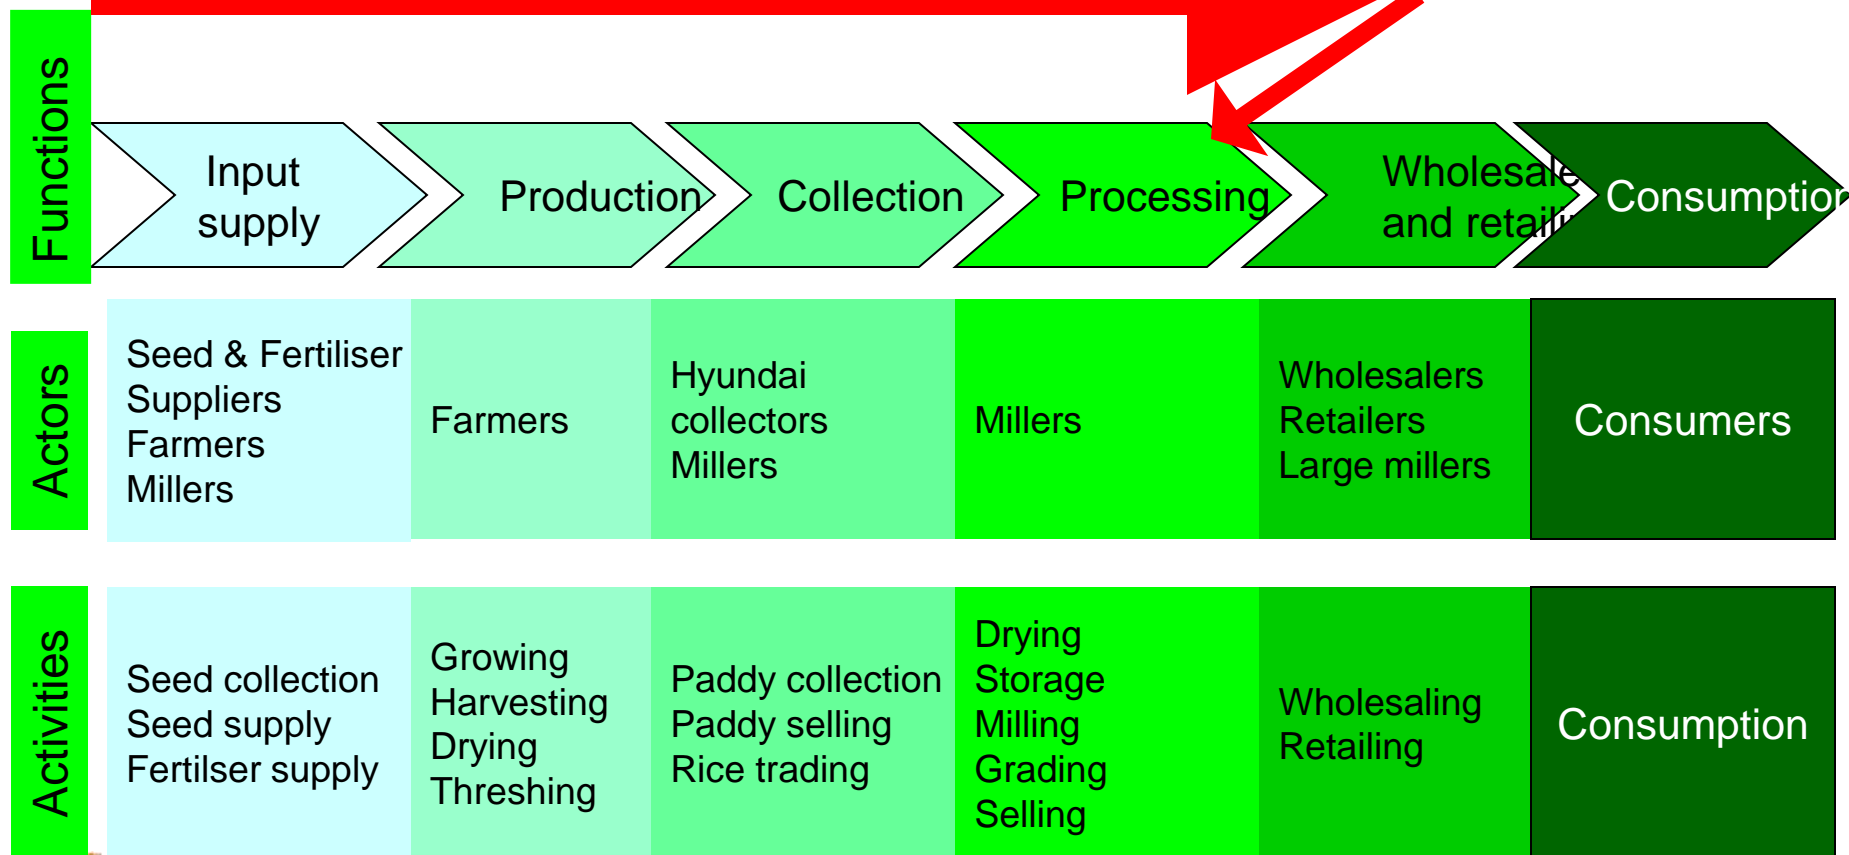 Functions
Input
supply
Production
Collection
Processing
Wholesale
and retaili
Consumption
Actors
Seed & Fertiliser
Suppliers
Farmers
Millers
Farmers
Hyundai
collectors
Millers
Millers
Wholesalers
Retailers
Large millers
Consumers
Activities
Seed collection
Seed supply
Fertilser supply
Growing
Harvesting
Drying
Threshing
Paddy collection
Paddy selling
Rice trading
Drying
Storage
Milling
Grading
Selling
Wholesaling
Retailing
Consumption